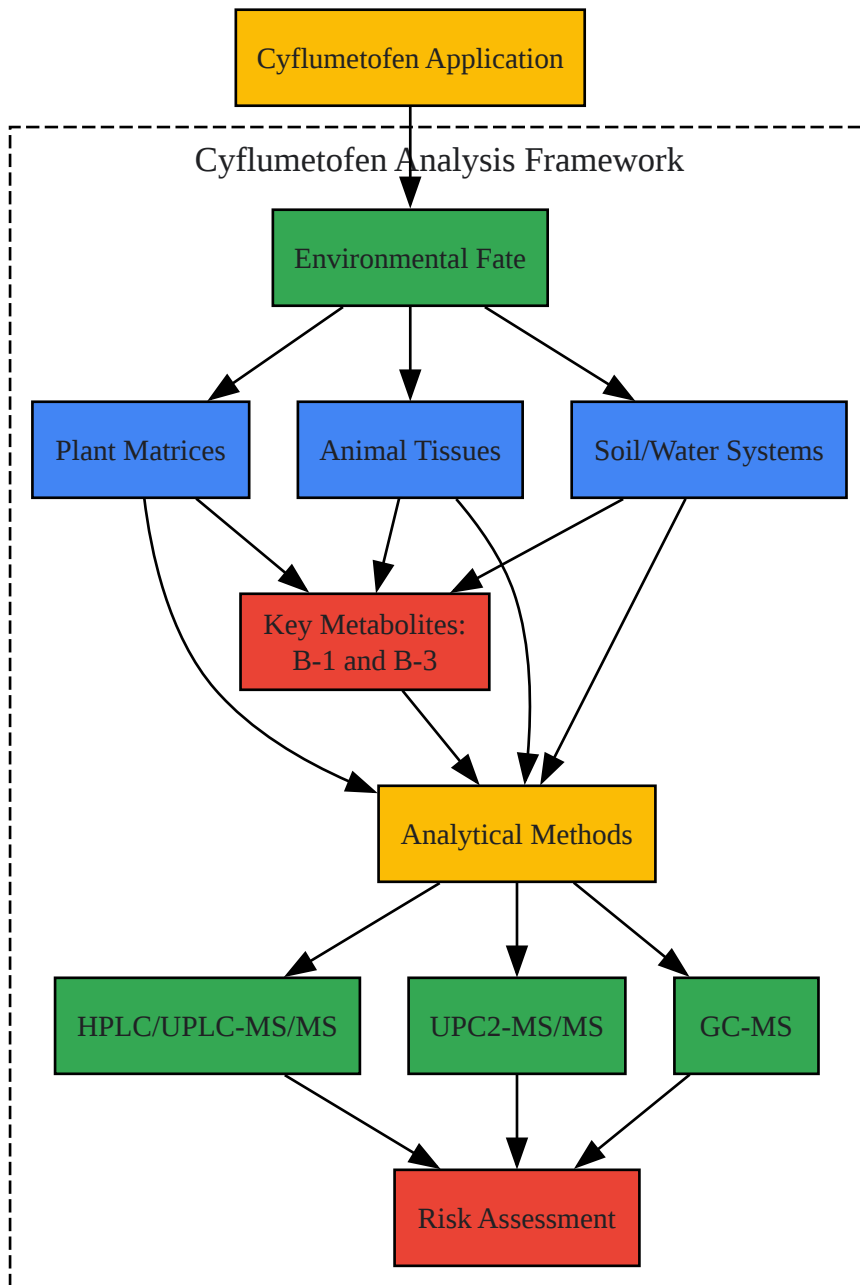 Cyflumetofen Application
Cyflumetofen Analysis Framework
Environmental Fate
Plant Matrices
Animal Tissues
Soil/Water Systems
Key Metabolites:
B-1 and B-3
Analytical Methods
HPLC/UPLC-MS/MS
UPC2-MS/MS
GC-MS
Risk Assessment